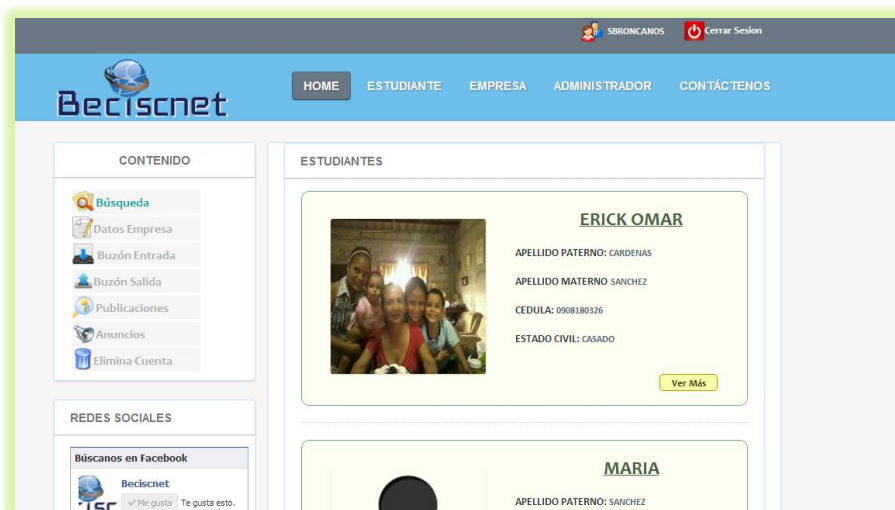 SBRONCANOS Cerrar Sesion
Beciscnet
HOME ESTUDIANTE EMPRESA ADMINISTRADOR CONTÁCTENOS
CONTENIDO
Búsqueda
Datos Empresa
Buzón Entrada
Buzón Salida
Publicaciones
Anuncios
Elimina Cuenta
REDES SOCIALES
Búscanos en Facebook
Beciscnet
Me gusta Te gusta esto.
ESTUDIANTES
ERICK OMAR
APELLIDO PATERNO: CARDENAS
APELLIDO MATERNO SANCHEZ
CEDULA: 0908180326
ESTADO CIVIL: CASADO
Ver Más
MARIA
APELLIDO PATERNO: SANCHEZ